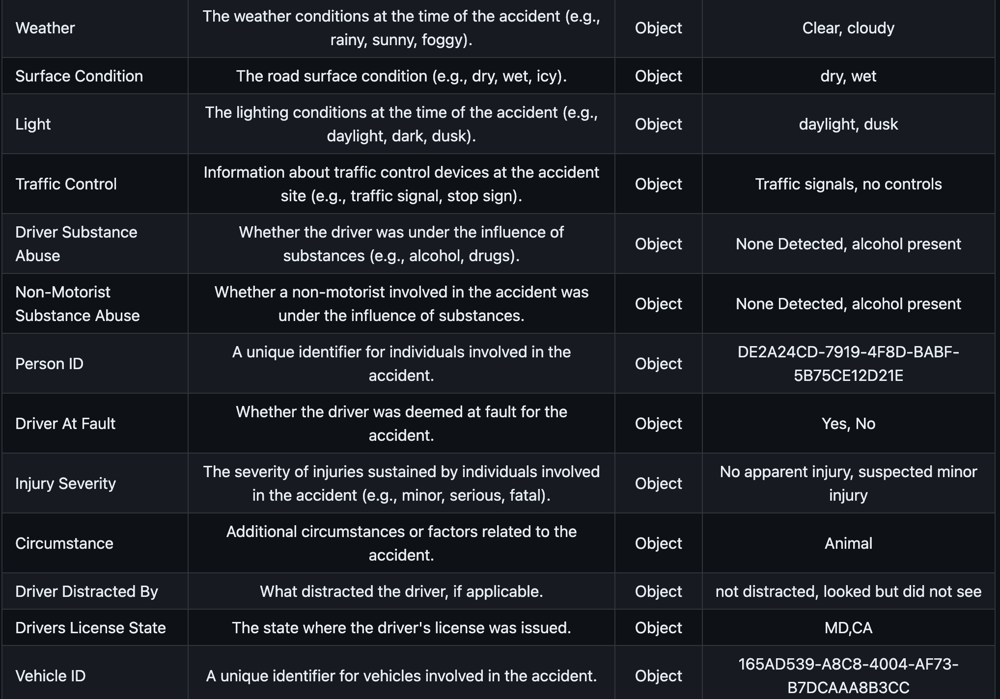 Weather
The weather conditions at the time of the accident (e.g.,
rainy, sunny, foggy).
Object
Clear, cloudy
Surface Condition
The road surface condition (e.g., dry, wet, icy).
Object
dry, wet
Light
The lighting conditions at the time of the accident (e.g.,
daylight, dark, dusk).
Object
daylight, dusk
Traffic Control
Information about traffic control devices at the accident
site (e.g., traffic signal, stop sign).
Object
Traffic signals, no controls
Driver Substance
Abuse
Whether the driver was under the influence of
substances (e.g., alcohol, drugs).
Object
None Detected, alcohol present
Non-Motorist
Substance Abuse
Whether a non-motorist involved in the accident was
under the influence of substances.
Object
None Detected, alcohol present
Person ID
A unique identifier for individuals involved in the
accident.
Object
DE2A24CD-7919-4F8D-BABF-
5B75CE12D21E
Driver At Fault
Whether the driver was deemed at fault for the
accident.
Object
Yes, No
Injury Severity
The severity of injuries sustained by individuals involved
in the accident (e.g., minor, serious, fatal).
Object
No apparent injury, suspected minor
injury
Circumstance
Additional circumstances or factors related to the
accident.
Object
Animal
Driver Distracted By
What distracted the driver, if applicable.
Object
not distracted, looked but did not see
Drivers License State
The state where the driver's license was issued.
Object
MD,CA
Vehicle ID
A unique identifier for vehicles involved in the accident.
Object
165AD539-A8C8-4004-AF73-
B7DCAAA8B3CC